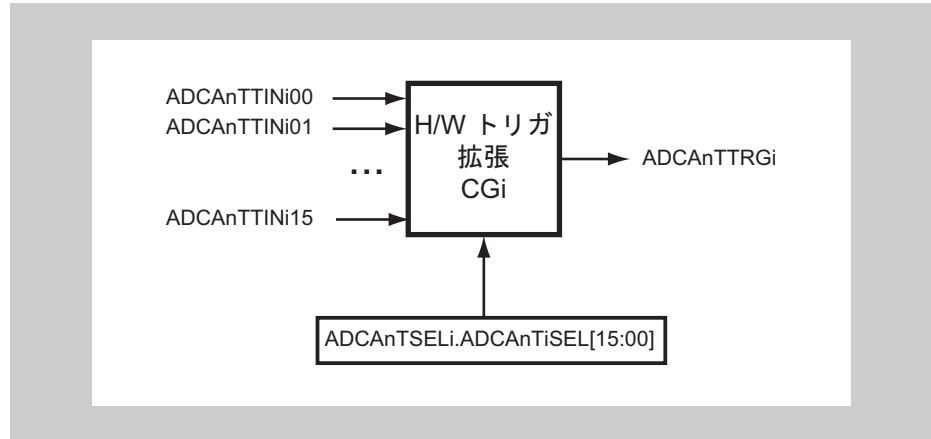 ADCAnTTINi00
ADCAnTTINi01
...
ADCAnTTINi15
H/W トリガ
拡張
CGi
ADCAnTTRGi
ADCAnTSELi.ADCAnTiSEL[15:00]